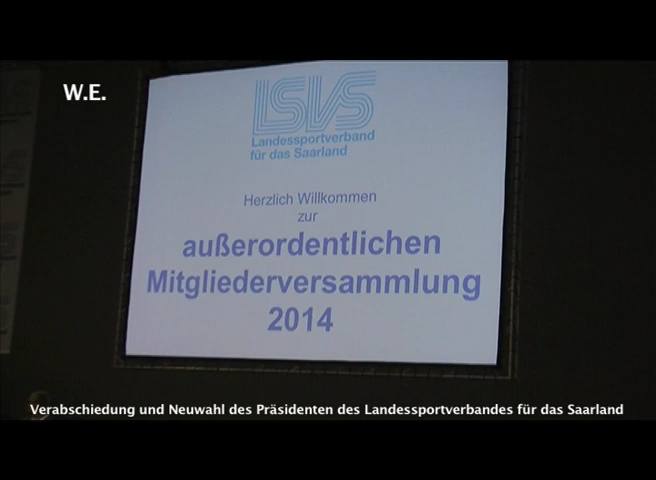 W.E.
LSVS
Landessportverband
für das Saarland
Herzlich Willkommen
zur
außerordentlichen
Mitgliederversammlung
2014
Verabschiedung und Neuwahl des Präsidenten des Landessportverbandes für das Saarland